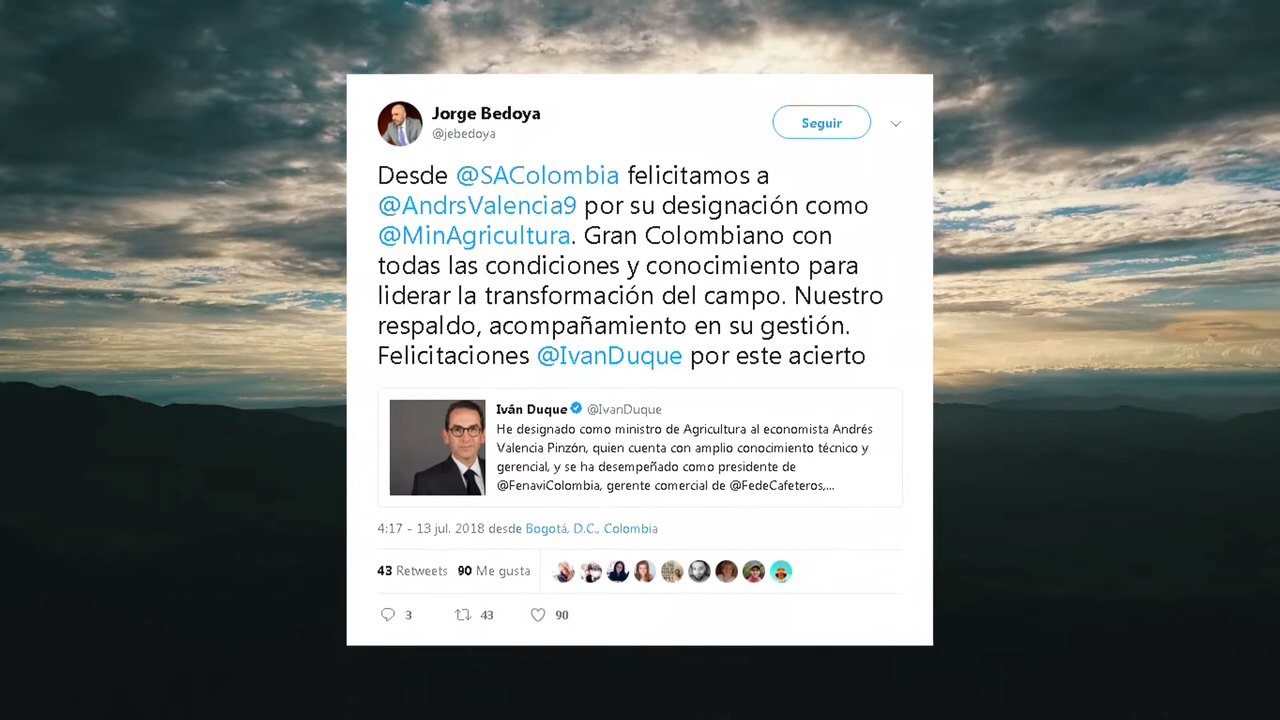 Jorge Bedoya
@jebedoya
Seguir
Desde @SAColombia felicitamos a
@AndrsValencia9 por su designación como
@MinAgricultura. Gran Colombiano con
todas las condiciones y conocimiento para
liderar la transformación del campo. Nuestro
respaldo, acompañamiento en su gestión.
Felicitaciones @IvanDuque por este acierto
Iván Duque @IvanDuque
He designado como ministro de Agricultura al economista Andrés
Valencia Pinzón, quien cuenta con amplio conocimiento técnico y
gerencial, y se ha desempeñado como presidente de
@FenaviColombia, gerente comercial de @FedeCafeteros,...
4:17 - 13 jul. 2018 desde Bogotá, D.C., Colombia
43 Retweets 90 Me gusta
3 43 90